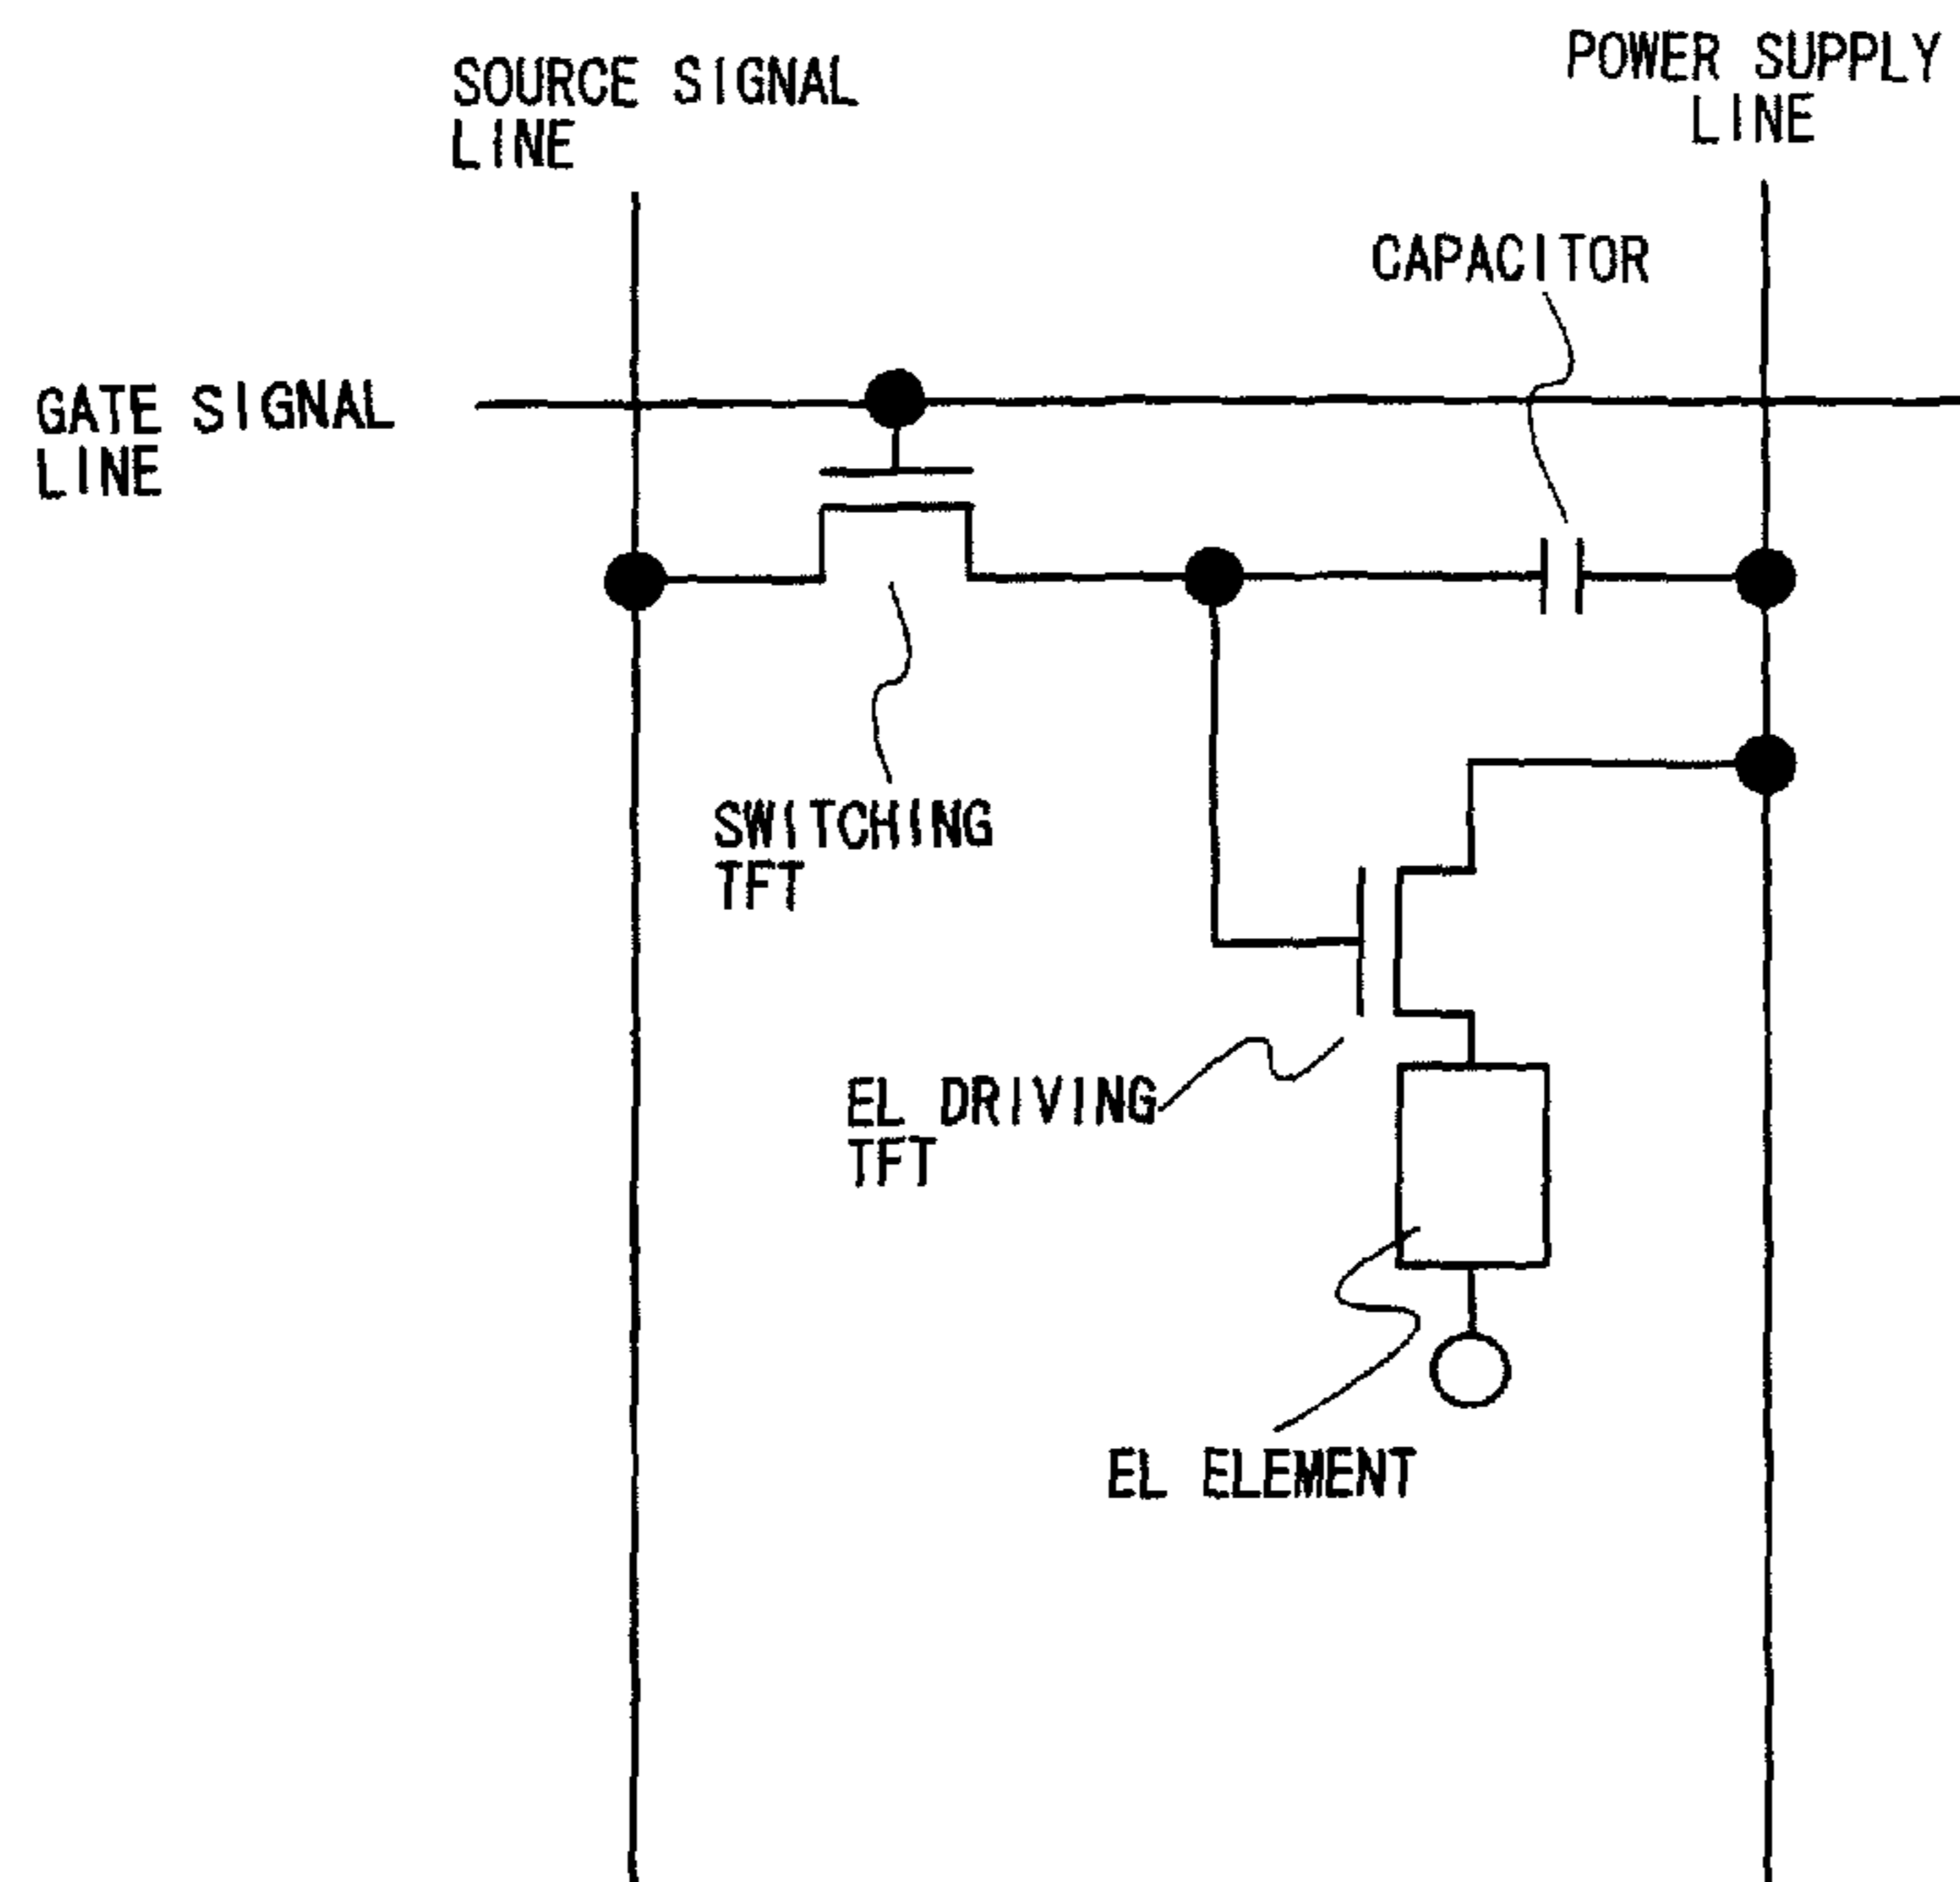 POWER SUPPLY
LINE
SOURCE SIGNAL
LINE
CAPACITOR
GATE SIGNAL
LINE
SWITCHING
TFT
EL DRIVING
TFT
EL ELEMENT